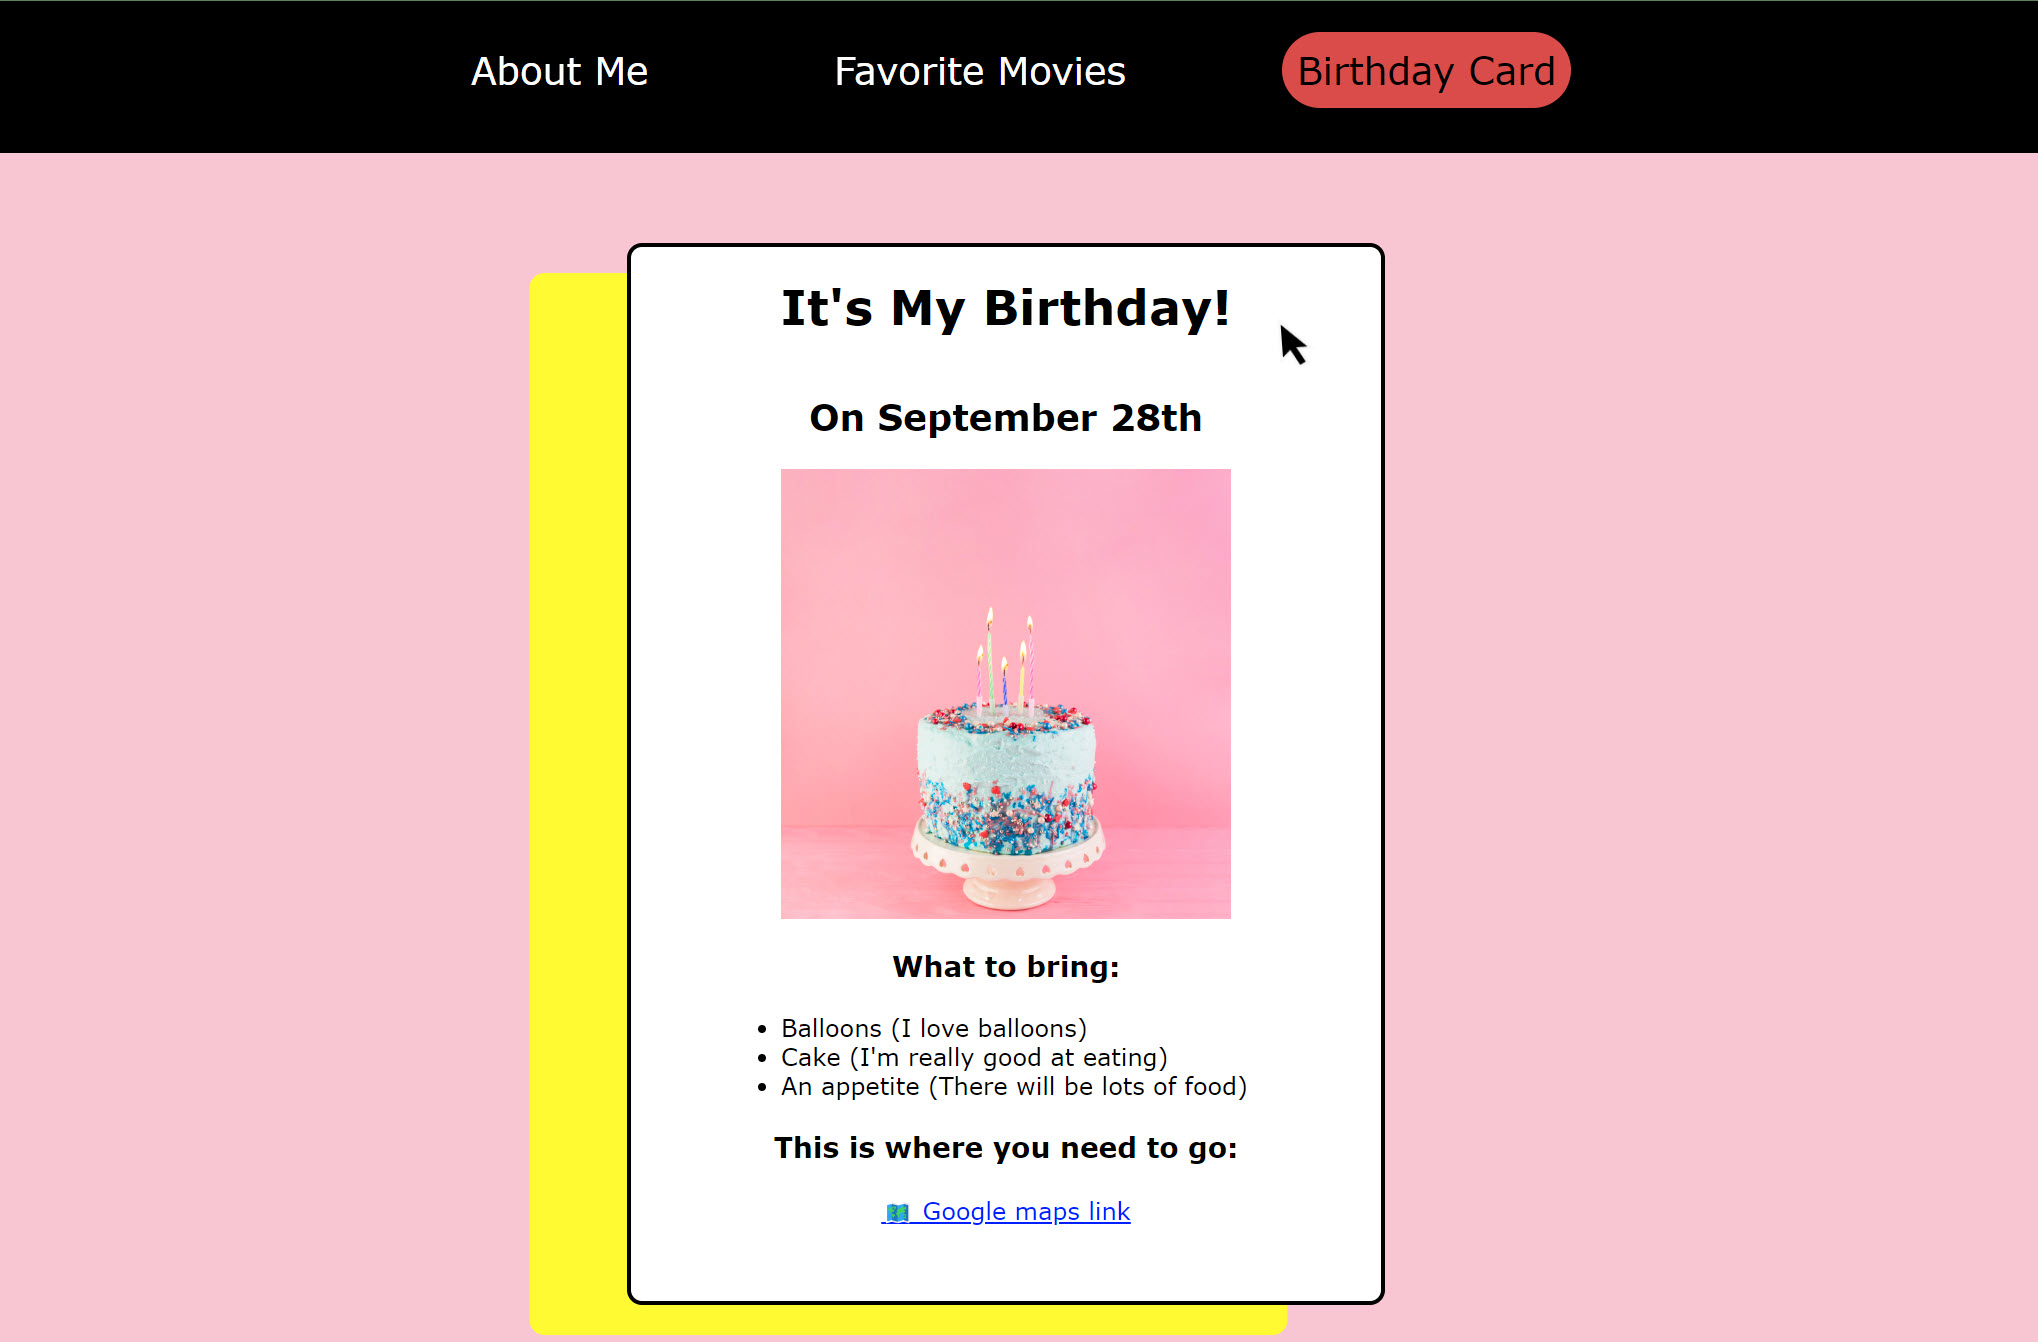 About Me
Favorite Movies
Birthday Card
It's My Birthday!
On September 28th
What to bring:
• Balloons (I love balloons)
• Cake (I'm really good at eating)
• An appetite (There will be lots of food)
This is where you need to go:
🗺️ Google maps link